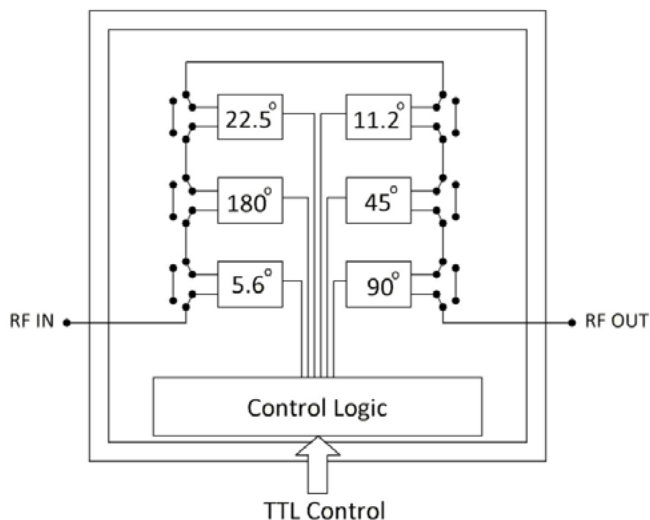 22.5°
11.2°
180°
45°
5.6°
90°
RF IN
RF OUT
Control Logic
TTL Control